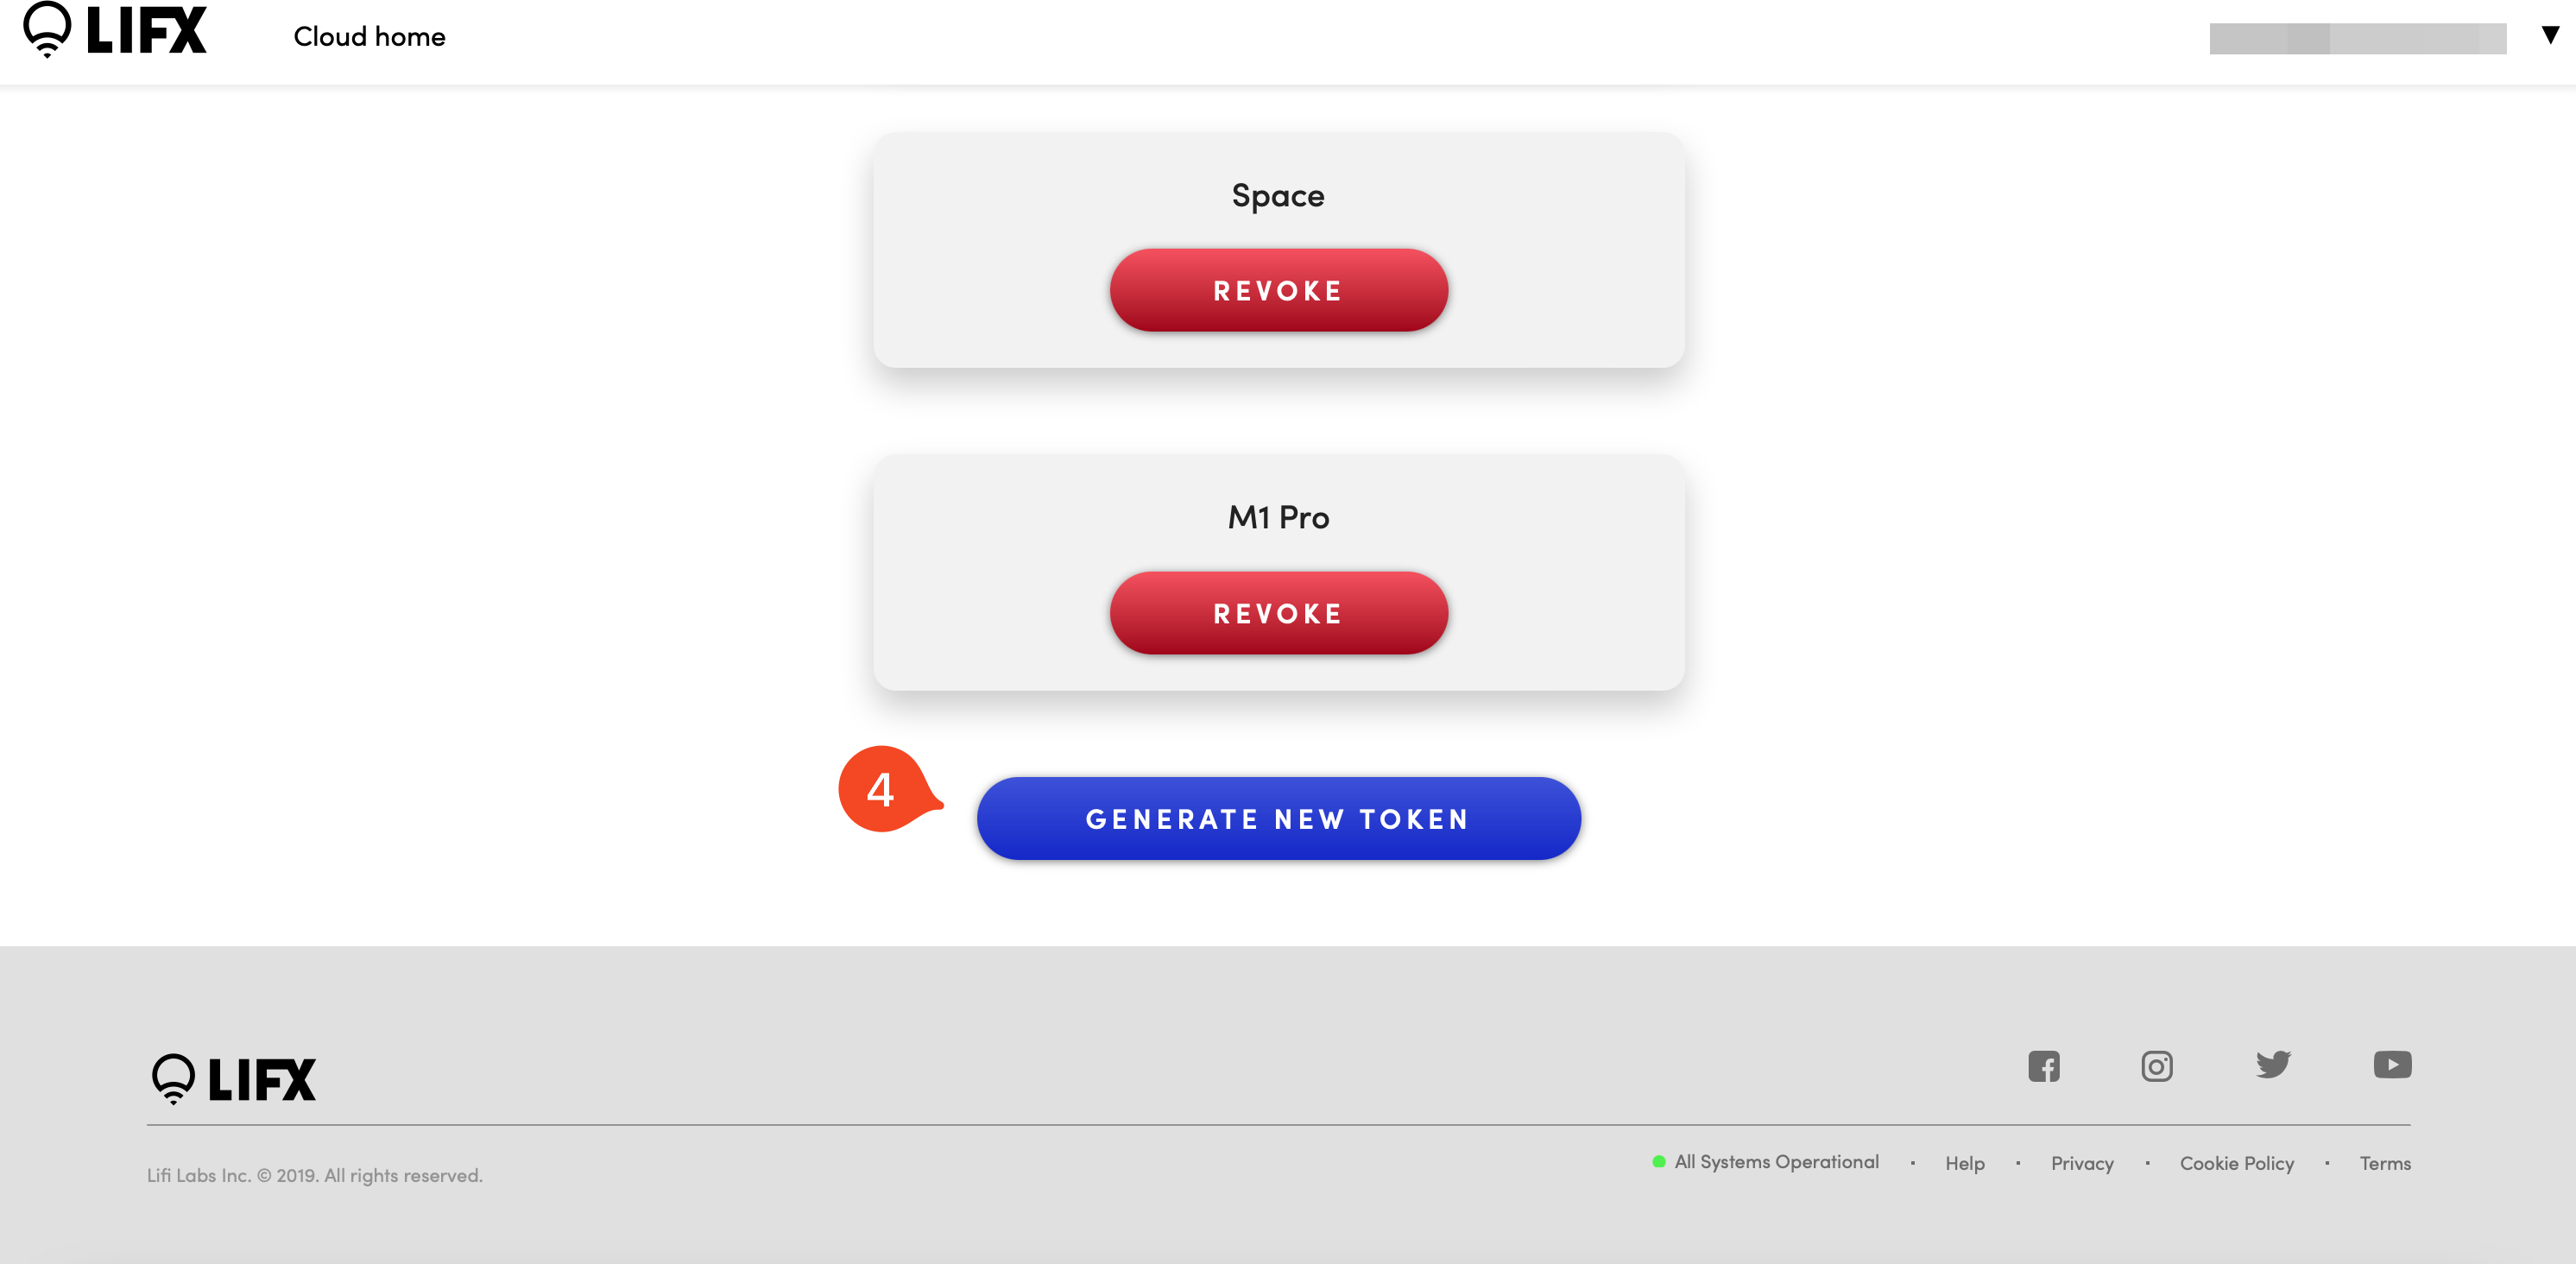 LIFX Cloud home
Space
REVOKE
M1 Pro
REVOKE
4
GENERATE NEW TOKEN
LIFX
Lifi Labs Inc. © 2019. All rights reserved.
All Systems Operational · Help · Privacy · Cookie Policy · Terms